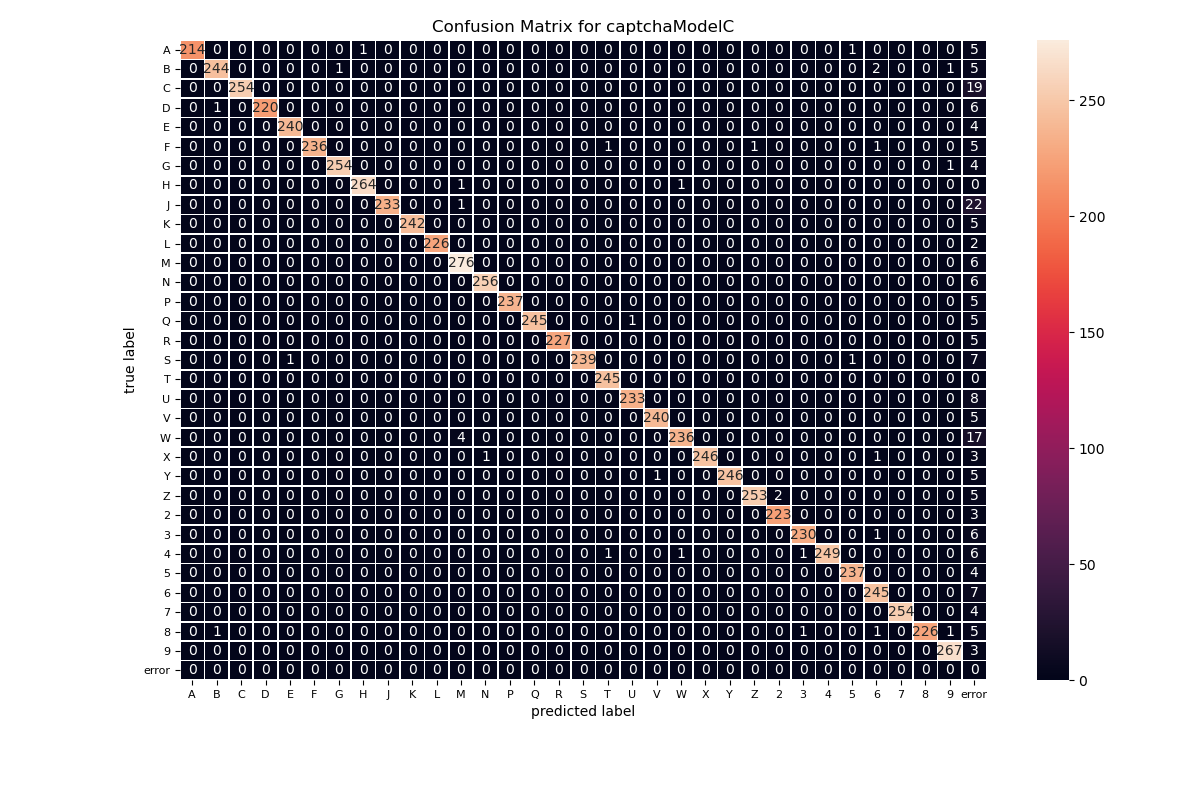 Confusion Matrix for captchaModelC
A 214 0 0 0 0 0 0 1 0 0 0 0 0 0 0 0 0 0 0 0 0 0 0 0 0 0 0 1 0 0 0 0 5
B 0 244 0 0 0 0 1 0 0 0 0 0 0 0 0 0 0 0 0 0 0 0 0 0 0 0 0 0 2 0 0 1 5
C 0 0 254 0 0 0 0 0 0 0 0 0 0 0 0 0 0 0 0 0 0 0 0 0 0 0 0 0 0 0 0 0 19
D 0 1 0 220 0 0 0 0 0 0 0 0 0 0 0 0 0 0 0 0 0 0 0 0 0 0 0 0 0 0 0 0 6
E 0 0 0 0 240 0 0 0 0 0 0 0 0 0 0 0 0 0 0 0 0 0 0 0 0 0 0 0 0 0 0 0 4
F 0 0 0 0 0 236 0 0 0 0 0 0 0 0 0 0 0 1 0 0 0 0 0 1 0 0 0 0 1 0 0 0 5
G 0 0 0 0 0 0 254 0 0 0 0 0 0 0 0 0 0 0 0 0 0 0 0 0 0 0 0 0 0 0 0 1 4
H 0 0 0 0 0 0 0 264 0 0 0 1 0 0 0 0 0 0 0 0 1 0 0 0 0 0 0 0 0 0 0 0 0
J 0 0 0 0 0 0 0 0 233 0 0 1 0 0 0 0 0 0 0 0 0 0 0 0 0 0 0 0 0 0 0 0 22
K 0 0 0 0 0 0 0 0 0 242 0 0 0 0 0 0 0 0 0 0 0 0 0 0 0 0 0 0 0 0 0 0 5
L 0 0 0 0 0 0 0 0 0 0 226 0 0 0 0 0 0 0 0 0 0 0 0 0 0 0 0 0 0 0 0 0 2
M 0 0 0 0 0 0 0 0 0 0 0 276 0 0 0 0 0 0 0 0 0 0 0 0 0 0 0 0 0 0 0 0 6
N 0 0 0 0 0 0 0 0 0 0 0 0 256 0 0 0 0 0 0 0 0 0 0 0 0 0 0 0 0 0 0 0 6
P 0 0 0 0 0 0 0 0 0 0 0 0 0 237 0 0 0 0 0 0 0 0 0 0 0 0 0 0 0 0 0 0 5
Q 0 0 0 0 0 0 0 0 0 0 0 0 0 0 245 0 0 0 1 0 0 0 0 0 0 0 0 0 0 0 0 0 5
R 0 0 0 0 0 0 0 0 0 0 0 0 0 0 0 227 0 0 0 0 0 0 0 0 0 0 0 0 0 0 0 0 5
S 0 0 0 0 1 0 0 0 0 0 0 0 0 0 0 0 239 0 0 0 0 0 0 0 0 0 0 1 0 0 0 0 7
T 0 0 0 0 0 0 0 0 0 0 0 0 0 0 0 0 0 245 0 0 0 0 0 0 0 0 0 0 0 0 0 0 0
U 0 0 0 0 0 0 0 0 0 0 0 0 0 0 0 0 0 0 233 0 0 0 0 0 0 0 0 0 0 0 0 0 8
V 0 0 0 0 0 0 0 0 0 0 0 0 0 0 0 0 0 0 0 240 0 0 0 0 0 0 0 0 0 0 0 0 5
W 0 0 0 0 0 0 0 0 0 0 0 4 0 0 0 0 0 0 0 0 236 0 0 0 0 0 0 0 0 0 0 0 17
X 0 0 0 0 0 0 0 0 0 0 0 0 1 0 0 0 0 0 0 0 0 246 0 0 0 0 0 0 1 0 0 0 3
Y 0 0 0 0 0 0 0 0 0 0 0 0 0 0 0 0 0 0 0 1 0 0 246 0 0 0 0 0 0 0 0 0 5
Z 0 0 0 0 0 0 0 0 0 0 0 0 0 0 0 0 0 0 0 0 0 0 0 253 2 0 0 0 0 0 0 0 5
2 0 0 0 0 0 0 0 0 0 0 0 0 0 0 0 0 0 0 0 0 0 0 0 0 223 0 0 0 0 0 0 0 3
3 0 0 0 0 0 0 0 0 0 0 0 0 0 0 0 0 0 0 0 0 0 0 0 0 0 230 0 0 1 0 0 0 6
4 0 0 0 0 0 0 0 0 0 0 0 0 0 0 0 0 0 1 0 0 1 0 0 0 0 1 249 0 0 0 0 0 6
5 0 0 0 0 0 0 0 0 0 0 0 0 0 0 0 0 0 0 0 0 0 0 0 0 0 0 0 237 0 0 0 0 4
6 0 0 0 0 0 0 0 0 0 0 0 0 0 0 0 0 0 0 0 0 0 0 0 0 0 0 0 0 245 0 0 0 7
7 0 0 0 0 0 0 0 0 0 0 0 0 0 0 0 0 0 0 0 0 0 0 0 0 0 0 0 0 0 254 0 0 4
8 0 1 0 0 0 0 0 0 0 0 0 0 0 0 0 0 0 0 0 0 0 0 0 0 0 1 0 0 1 0 226 1 5
9 0 0 0 0 0 0 0 0 0 0 0 0 0 0 0 0 0 0 0 0 0 0 0 0 0 0 0 0 0 0 0 267 3
error 0 0 0 0 0 0 0 0 0 0 0 0 0 0 0 0 0 0 0 0 0 0 0 0 0 0 0 0 0 0 0 0 0
A B C D E F G H J K L M N P Q R S T U V W X Y Z 2 3 4 5 6 7 8 9 error
predicted label
true label
250
200
150
100
50
0